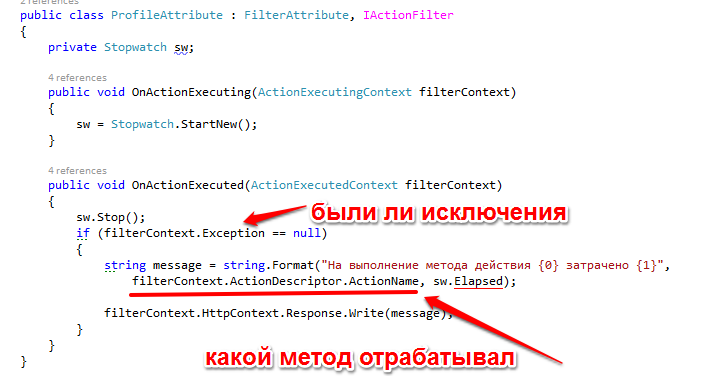 2 references
public class ProfileAttribute : FilterAttribute, IActionFilter
{
private Stopwatch sw;
4 references
public void OnActionExecuting(ActionExecutingContext filterContext)
{
sw = Stopwatch.StartNew();
}
4 references
public void OnActionExecuted(ActionExecutedContext filterContext)
{
sw.Stop();
были ли исключения
if (filterContext.Exception == null)
{
string message = string.Format("На выполнение метода действия {0} затрачено {1}",
filterContext.ActionDescriptor.ActionName, sw.Elapsed);
filterContext.HttpContext.Response.Write(message);
}
какой метод отрабатывал
}
}